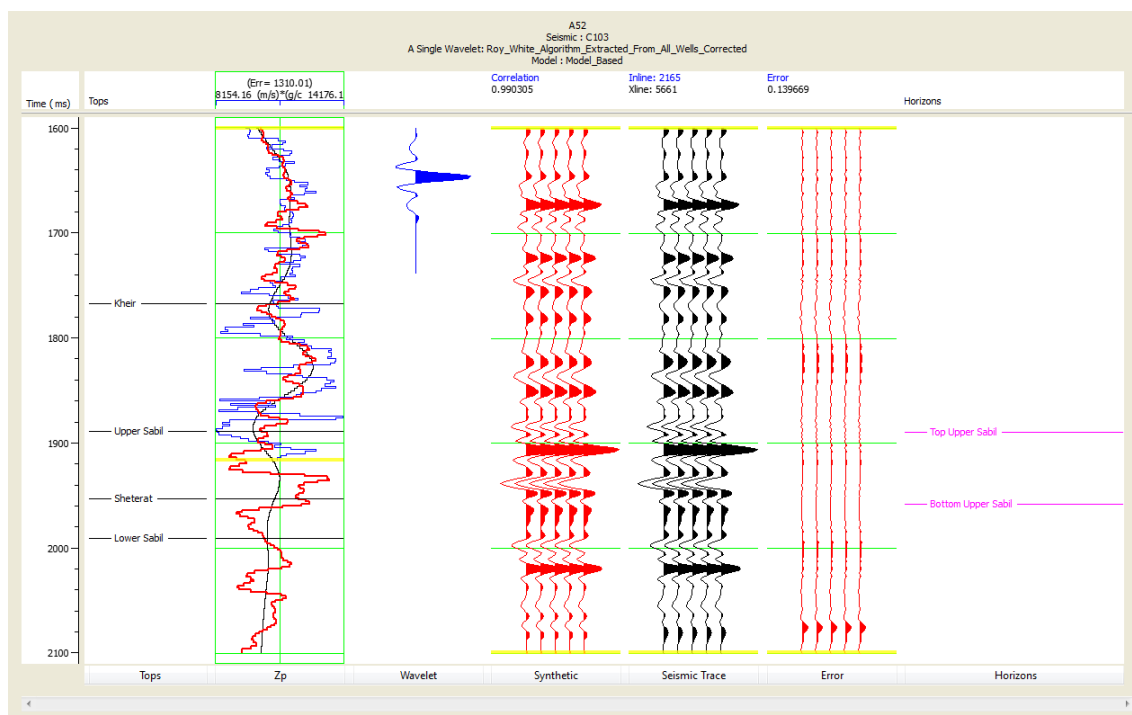 A52
Seismic : C103
A Single Wavelet: Roy_White_Algorithm_Extracted_From_All_Wells_Corrected
Model : Model_Based
Time (ms)
Tops
(Err= 1310.01)
8154.16 (m/s)*(g/c 14176.1
Correlation
0.990305
Inline: 2165
Xline: 5661
Error
0.139669
Horizons
1600
1700
1800
1900
2000
2100
Kheir
Upper Sabil
Sheterat
Lower Sabil
Top Upper Sabil
Bottom Upper Sabil
Tops Zp Wavelet Synthetic Seismic Trace Error Horizons